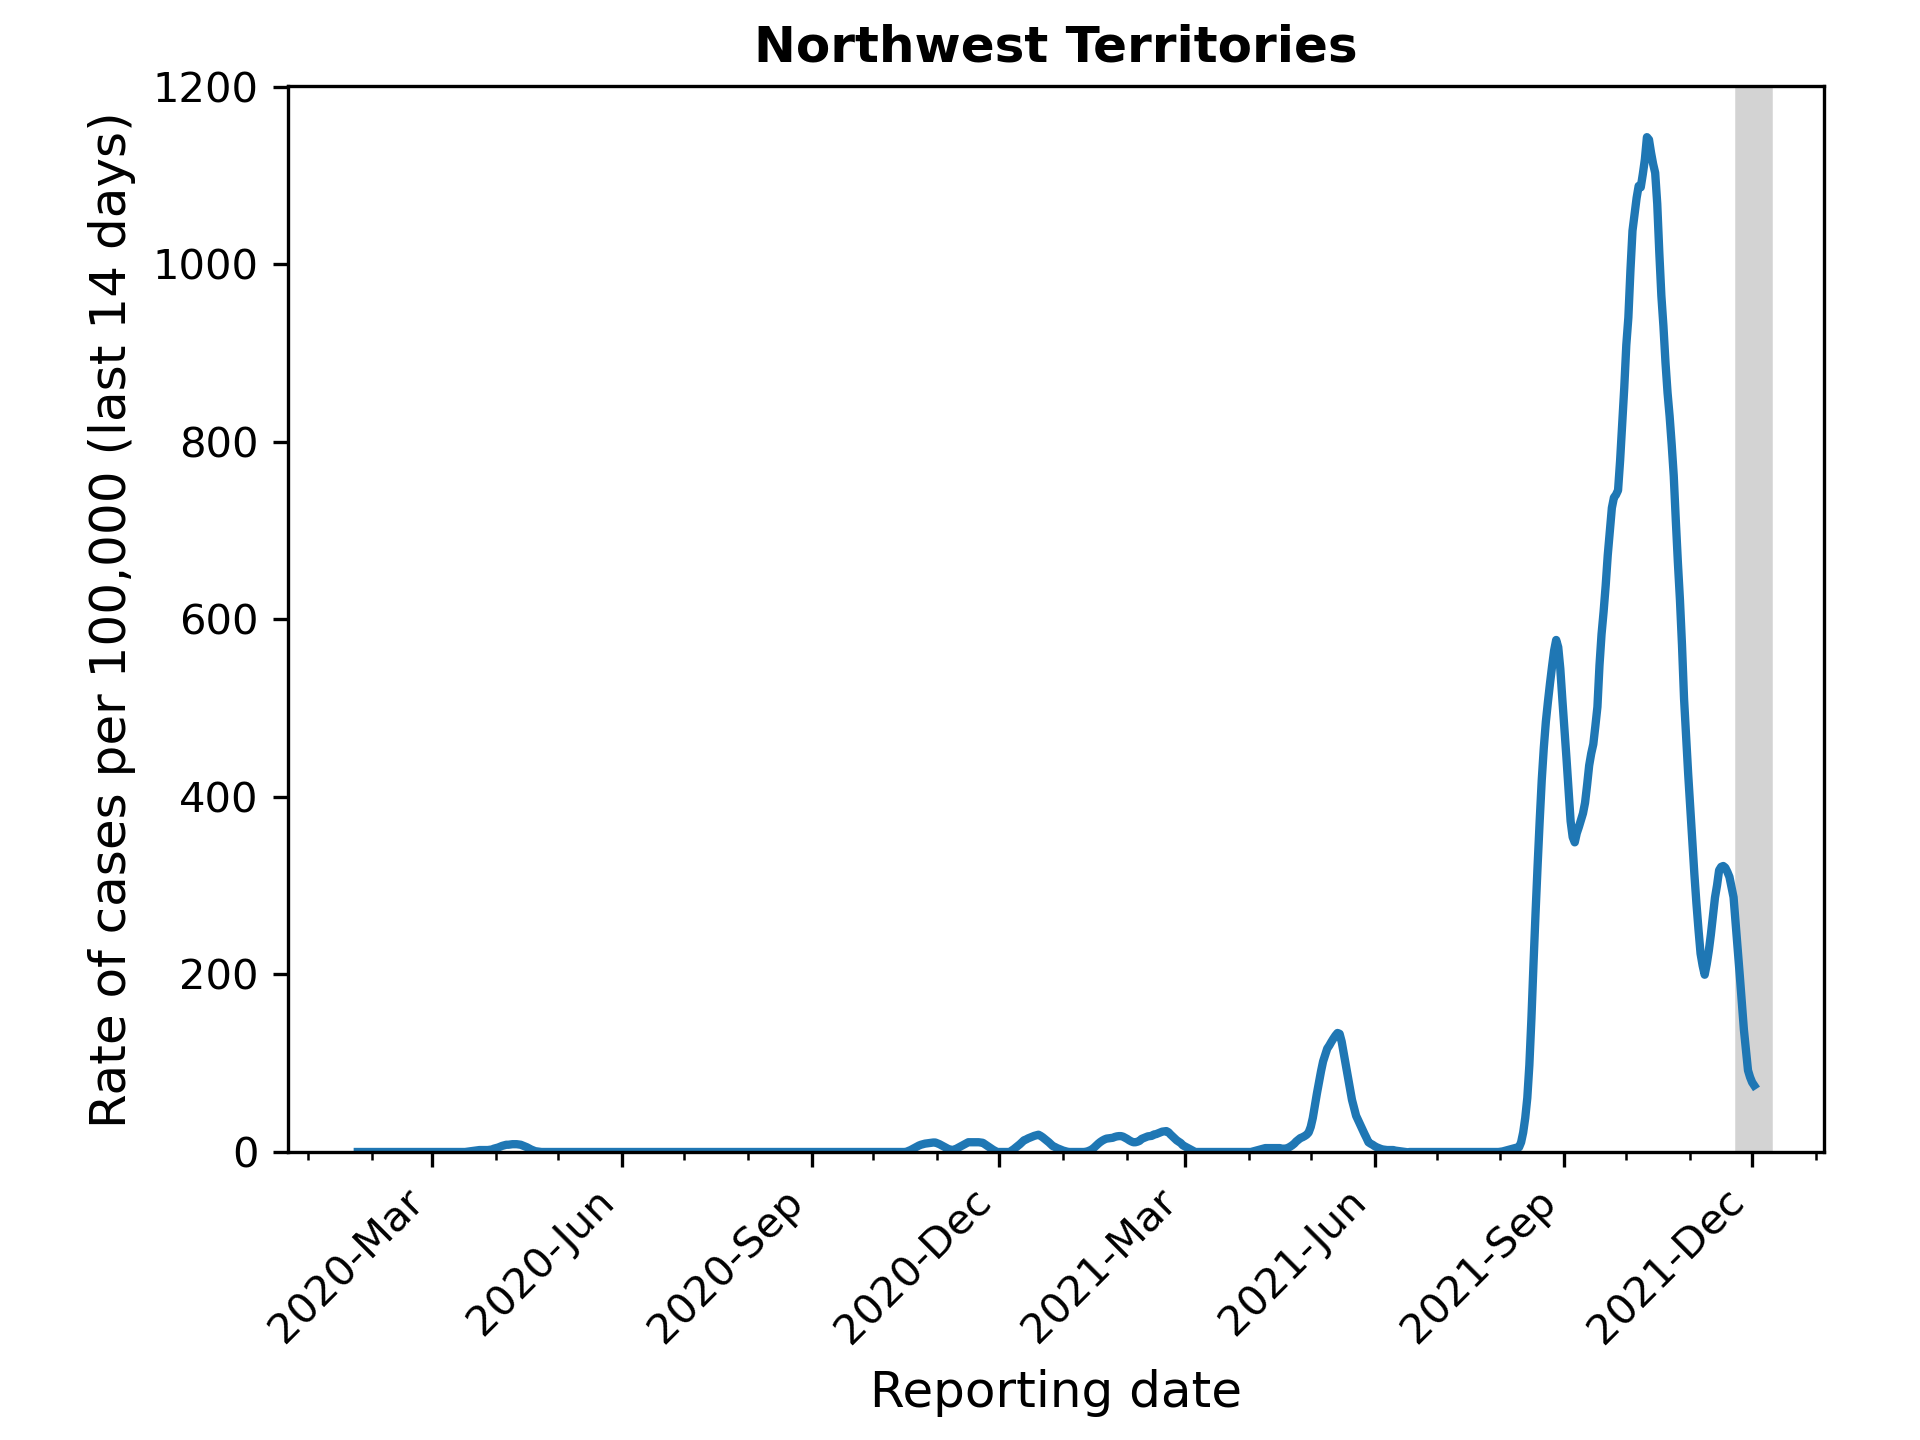 Northwest Territories
Rate of cases per 100,000 (last 14 days)
1200
1000
800
600
400
200
0
2020-Mar
2020-Jun
2020-Sep
2020-Dec
2021-Mar
2021-Jun
2021-Sep
2021-Dec
Reporting date